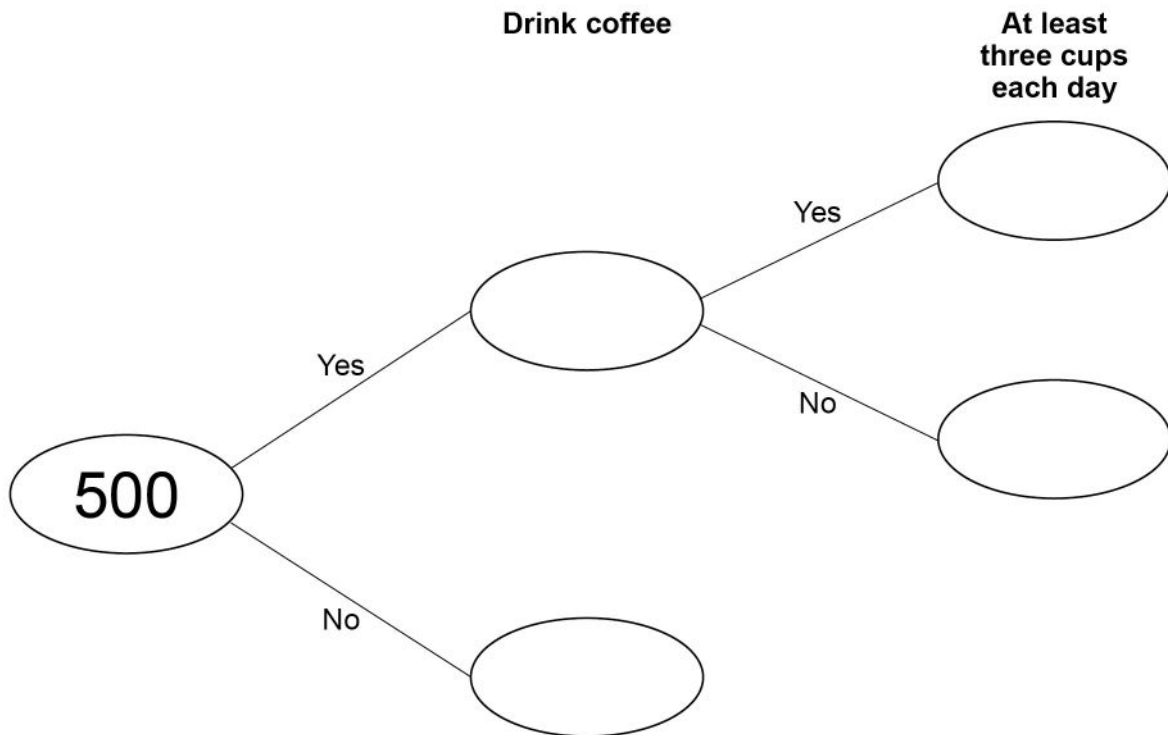 Drink coffee
At least
three cups
each day
Yes
Yes
No
500
No